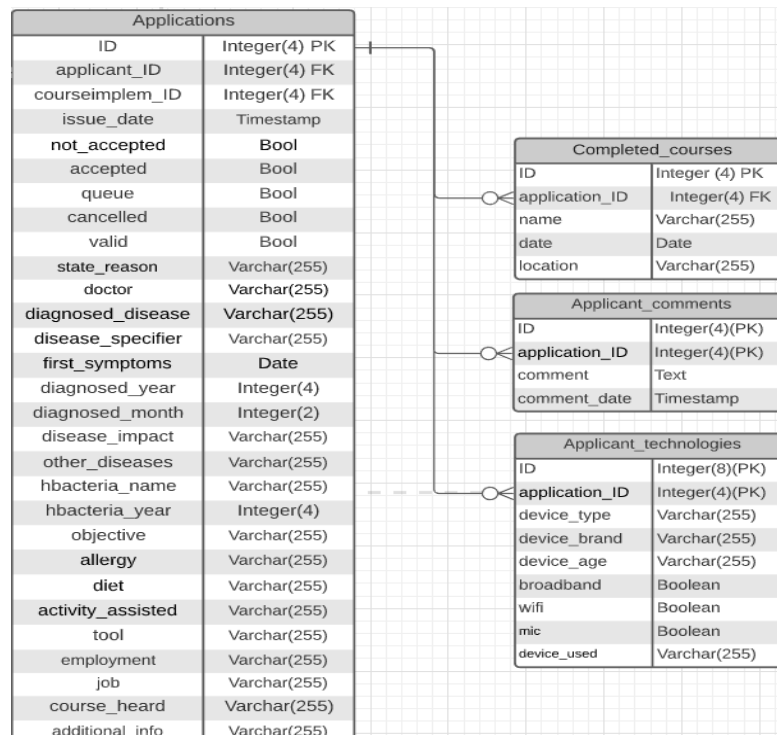 Applications
ID Integer(4) PK
applicant_ID Integer(4) FK
courseimplem_ID Integer(4) FK
issue_date Timestamp
not_accepted Bool
accepted Bool
queue Bool
cancelled Bool
valid Bool
state_reason Varchar(255)
doctor Varchar(255)
diagnosed_disease Varchar(255)
disease_specifier Varchar(255)
first_symptoms Date
diagnosed_year Integer(4)
diagnosed_month Integer(2)
disease_impact Varchar(255)
other_diseases Varchar(255)
hbacteria_name Varchar(255)
hbacteria_year Integer(4)
objective Varchar(255)
allergy Varchar(255)
diet Varchar(255)
activity_assisted Varchar(255)
tool Varchar(255)
employment Varchar(255)
job Varchar(255)
course_heard Varchar(255)
additional_info Varchar(255)
Completed_courses
ID Integer (4) PK
application_ID Integer(4) FK
name Varchar(255)
date Date
location Varchar(255)
Applicant_comments
ID Integer(4)(PK)
application_ID Integer(4)(PK)
comment Text
comment_date Timestamp
Applicant_technologies
ID Integer(8)(PK)
application_ID Integer(4)(PK)
device_type Varchar(255)
device_brand Varchar(255)
device_age Varchar(255)
broadband Boolean
wifi Boolean
mic Boolean
device_used Varchar(255)